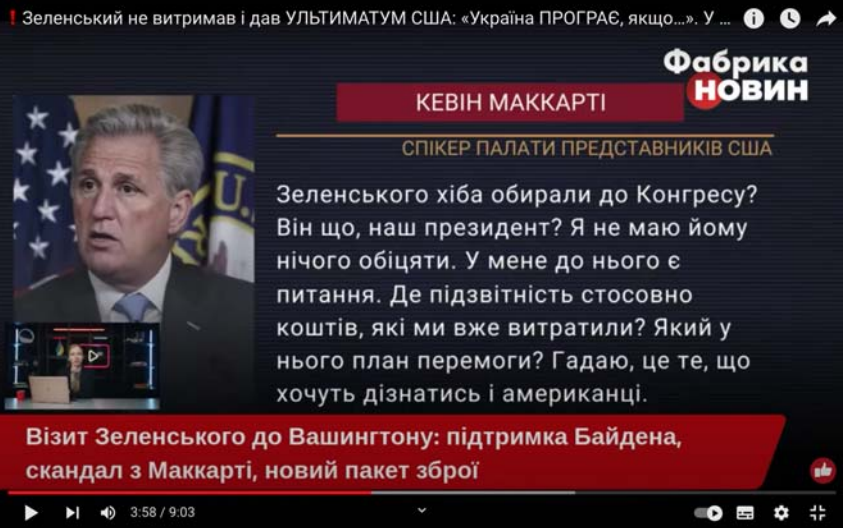 ❗ Зеленський не витримав і дав УЛЬТИМАТУМ США: «Україна ПРОГРАЄ, якщо…». У ...
Фабрика
НОВИН
КЕВІН МАККАРТІ
СПІКЕР ПАЛАТИ ПРЕДСТАВНИКІВ США
Зеленського хіба обирали до Конгресу?
Він що, наш президент? Я не маю йому
нічого обіцяти. У мене до нього є
питання. Де підзвітність стосовно
коштів, які ми вже витратили? Який у
нього план перемоги? Гадаю, це те, що
хочуть дізнатись і американці.
Візит Зеленського до Вашингтону: підтримка Байдена,
скандал з Маккарті, новий пакет зброї
3:58 / 9:03